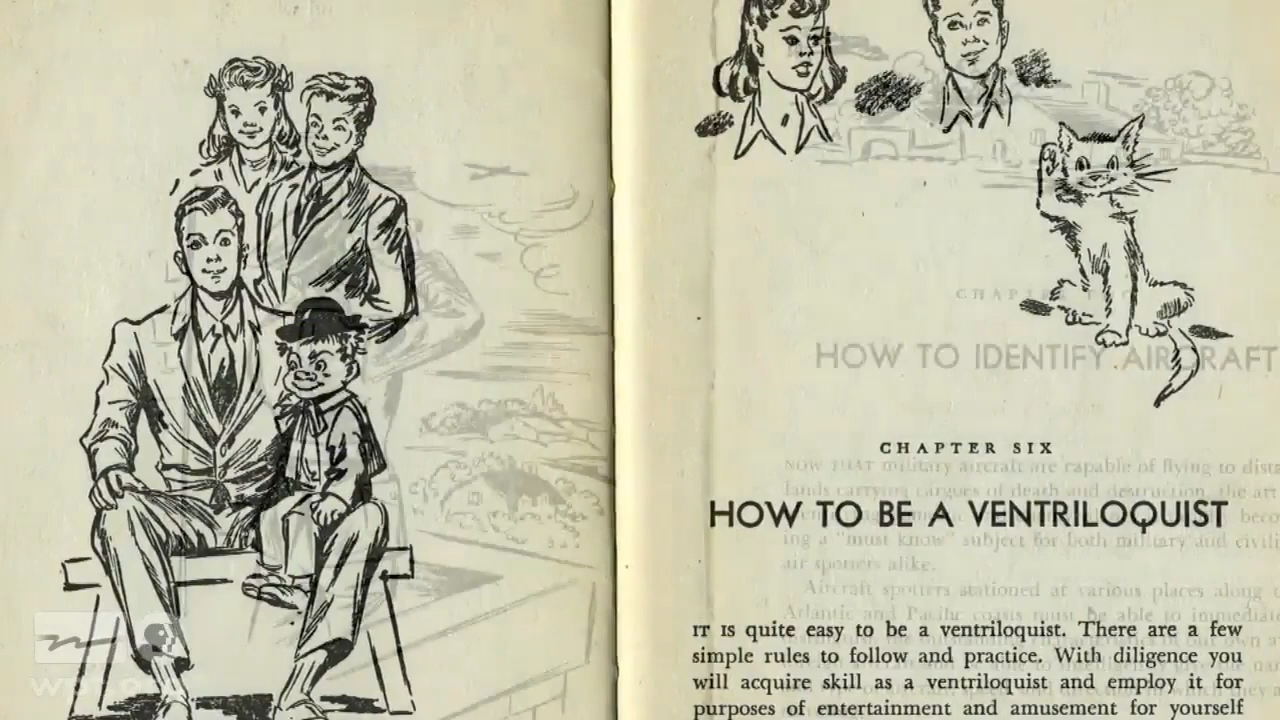 CHAPTER SIX
HOW TO BE A VENTRILOQUIST
IT IS quite easy to be a ventriloquist. There are a few
simple rules to follow and practice. With diligence you
will acquire skill as a ventriloquist and employ it for
purposes of entertainment and amusement for yourself
HOW TO IDENTIFY AIRCRAFT
NOW THAT military aircraft are capable of flying to dista
lands carrying cargoes of death and destruction, the art
ing a "must know" subject for both military and civili
air spotters alike.
Aircraft spotters stationed at various places along t
Atlantic and Pacific coasts must be able to immediat